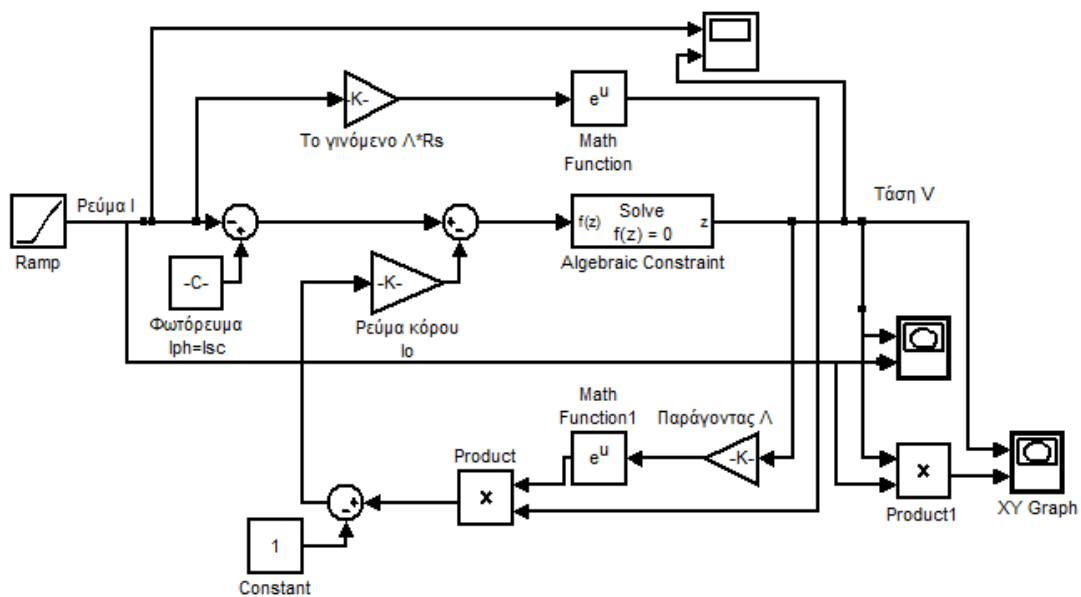 -K-
e^u
Το γινόμενο Λ*Rs
Math
Function
Ρεύμα I
Τάση V
Ramp
f(z)
Solve
f(z) = 0
z
Algebraic Constraint
-C-
Φωτόρευμα
Iph=Isc
-K-
Ρεύμα κόρου
Io
Math
Function1
Παράγοντας Λ
e^u
-K-
Product
x
x
Product1
XY Graph
1
Constant